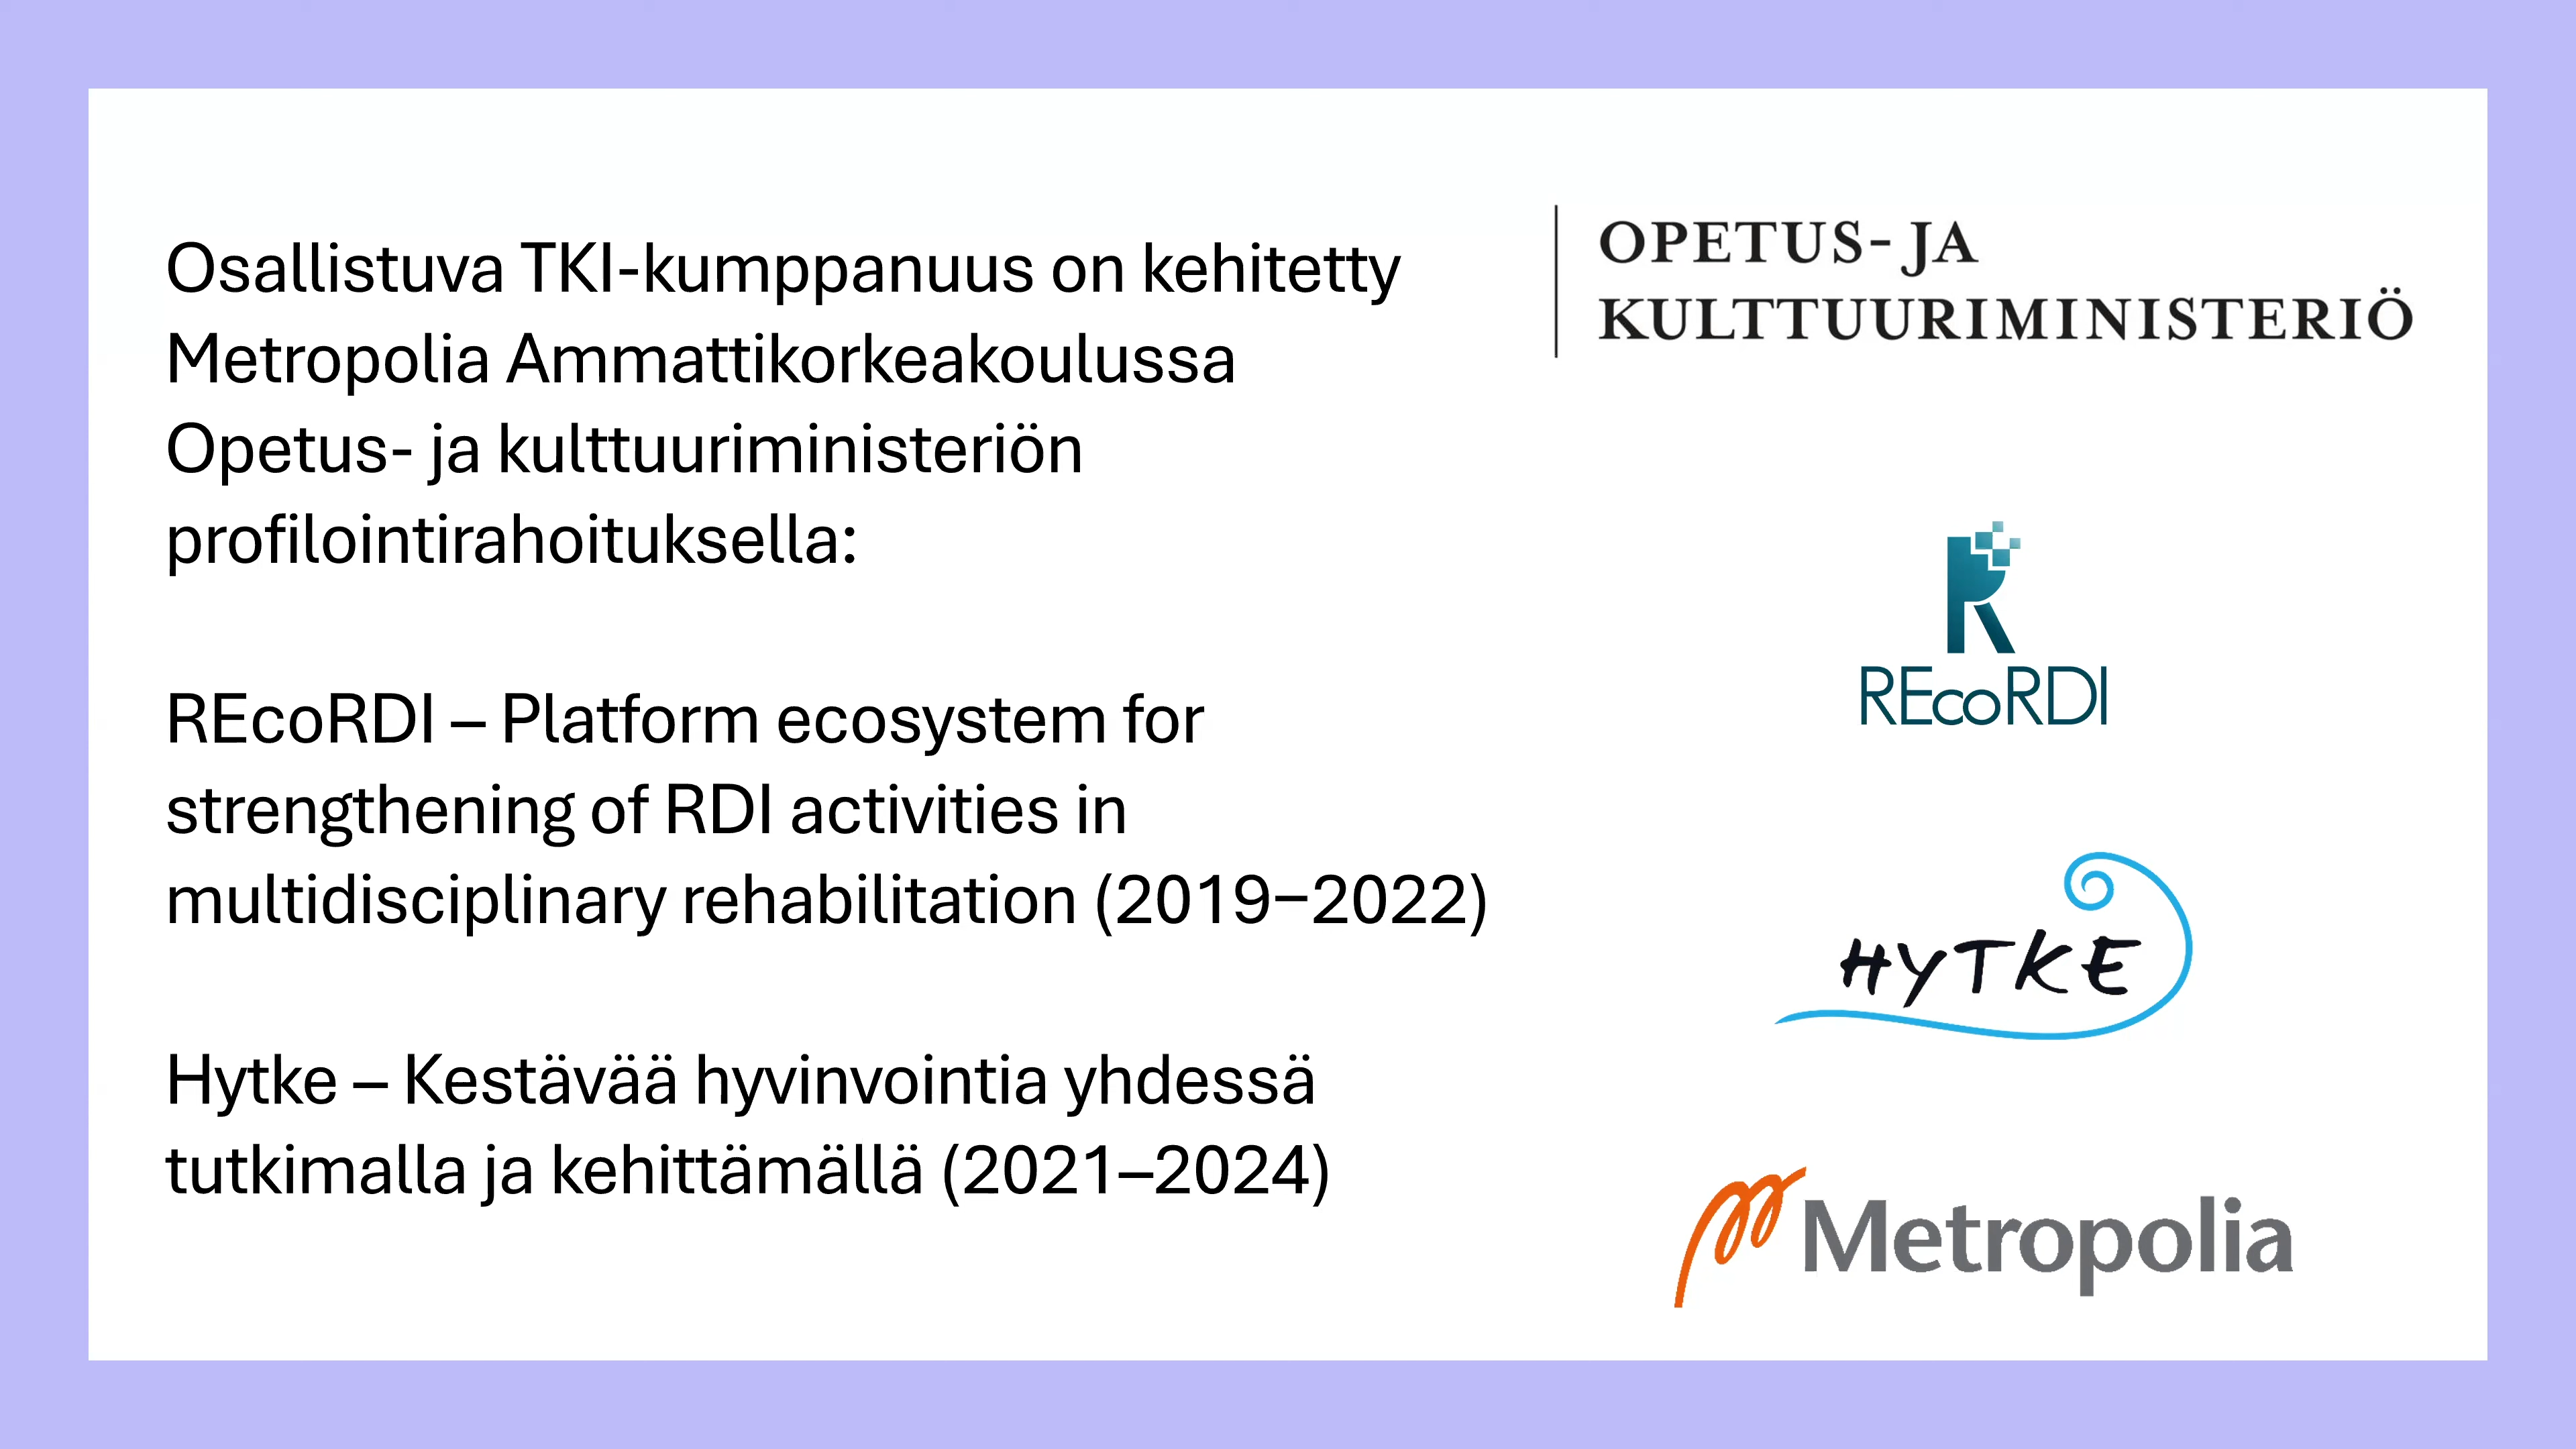 Osallistuva TKI-kumppanuus on kehitetty
Metropolia Ammattikorkeakoulussa
Opetus- ja kulttuuriministeriön
profilointirahoituksella:
REcoRDI – Platform ecosystem for
strengthening of RDI activities in
multidisciplinary rehabilitation (2019–2022)
Hytke – Kestävää hyvinvointia yhdessä
tutkimalla ja kehittämällä (2021–2024)
OPETUS- JA
KULTTUURIMINISTERIÖ
REcoRDI
HYTKE
Metropolia